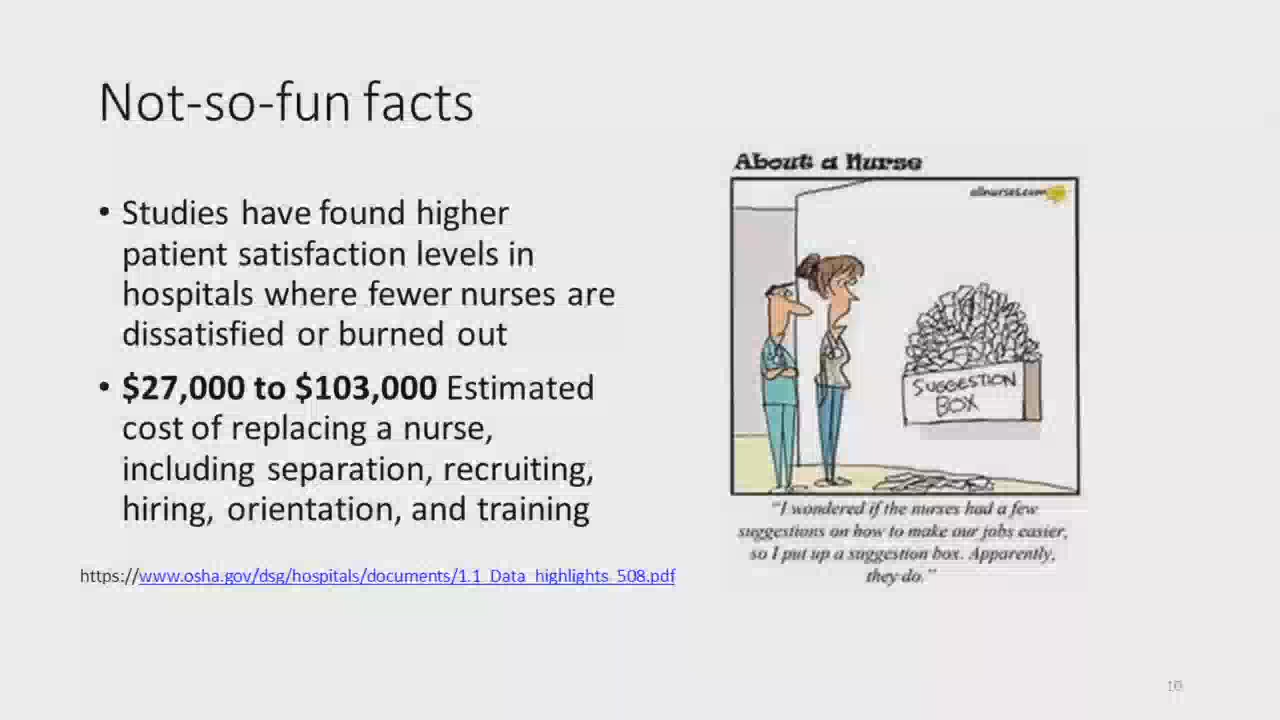 Not-so-fun facts
• Studies have found higher
patient satisfaction levels in
hospitals where fewer nurses are
dissatisfied or burned out
• $27,000 to $103,000 Estimated
cost of replacing a nurse,
including separation, recruiting,
hiring, orientation, and training
https://www.osha.gov/dsg/hospitals/documents/1.1_Data_highlights_508.pdf
About a Nurse
allnurses.com
SUGGESTION
BOX
"I wondered if the nurses had a few
suggestions on how to make our jobs easier,
so I put up a suggestion box. Apparently,
they do."
10